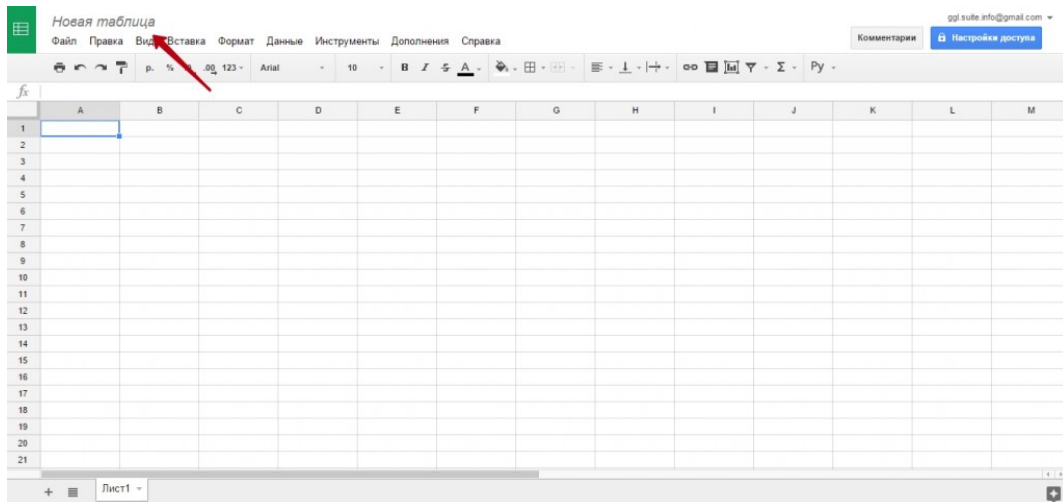 Новая таблица
ggl.suite.info@gmail.com
Файл Правка Вид Вставка Формат Данные Инструменты Дополнения Справка
Комментарии Настройки доступа
р. % .00 123 Arial 10 B I S A Σ Ру
fx
A B C D E F G H I J K L M
1
2
3
4
5
6
7
8
9
10
11
12
13
14
15
16
17
18
19
20
21
+ Лист1